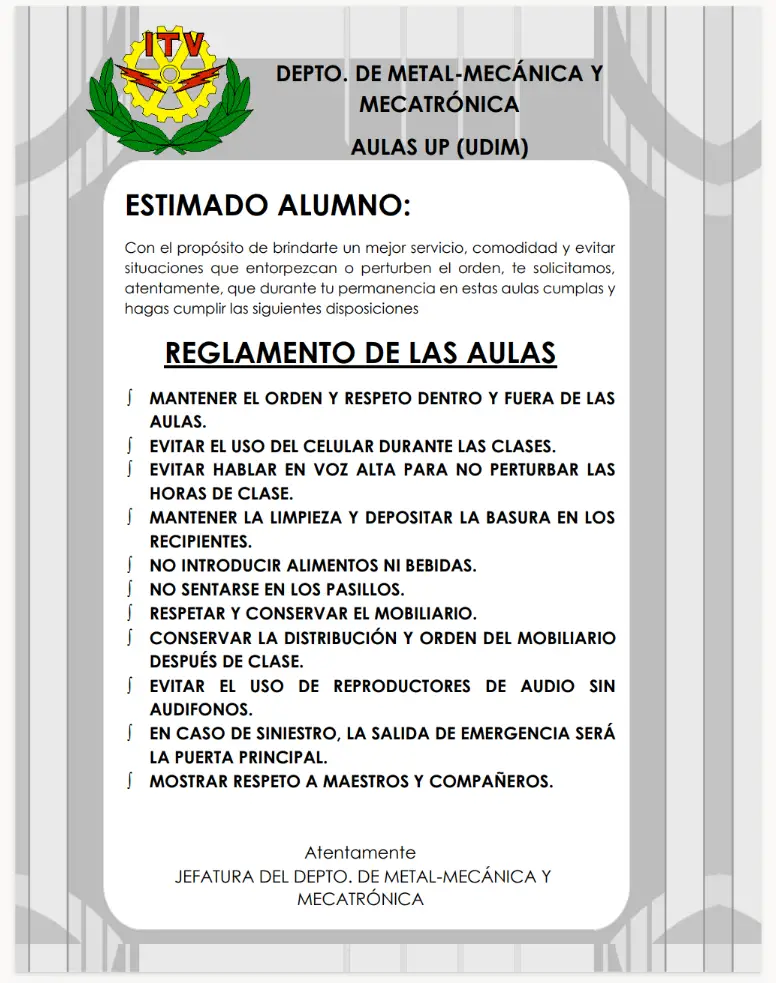 ITV
DEPTO. DE METAL-MECÁNICA Y
MECATRÓNICA
AULAS UP (UDIM)
ESTIMADO ALUMNO:
Con el propósito de brindarte un mejor servicio, comodidad y evitar
situaciones que entorpezcan o perturben el orden, te solicitamos,
atentamente, que durante tu permanencia en estas aulas cumplas y
hagas cumplir las siguientes disposiciones
REGLAMENTO DE LAS AULAS
∫ MANTENER EL ORDEN Y RESPETO DENTRO Y FUERA DE LAS
AULAS.
∫ EVITAR EL USO DEL CELULAR DURANTE LAS CLASES.
∫ EVITAR HABLAR EN VOZ ALTA PARA NO PERTURBAR LAS
HORAS DE CLASE.
∫ MANTENER LA LIMPIEZA Y DEPOSITAR LA BASURA EN LOS
RECIPIENTES.
∫ NO INTRODUCIR ALIMENTOS NI BEBIDAS.
∫ NO SENTARSE EN LOS PASILLOS.
∫ RESPETAR Y CONSERVAR EL MOBILIARIO.
∫ CONSERVAR LA DISTRIBUCIÓN Y ORDEN DEL MOBILIARIO
DESPUÉS DE CLASE.
∫ EVITAR EL USO DE REPRODUCTORES DE AUDIO SIN
AUDIFONOS.
∫ EN CASO DE SINIESTRO, LA SALIDA DE EMERGENCIA SERÁ
LA PUERTA PRINCIPAL.
∫ MOSTRAR RESPETO A MAESTROS Y COMPAÑEROS.
Atentamente
JEFATURA DEL DEPTO. DE METAL-MECÁNICA Y
MECATRÓNICA